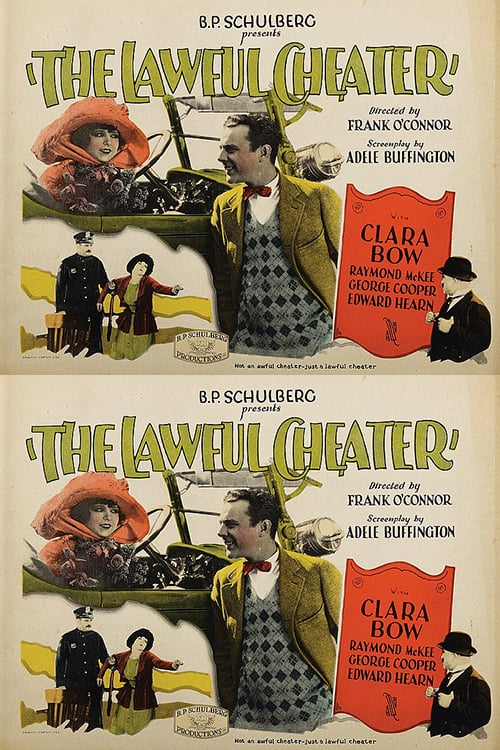 B.P. SCHULBERG
presents
'THE LAWFUL CHEATER'
Directed by
FRANK O'CONNOR
Screenplay by
ADELE BUFFINGTON
WITH
CLARA
BOW
RAYMOND McKEE
GEORGE COOPER
EDWARD HEARN
B.P. SCHULBERG
PRODUCTIONS
Not an awful cheater-just a lawful cheater
B.P. SCHULBERG
presents
'THE LAWFUL CHEATER'
Directed by
FRANK O'CONNOR
Screenplay by
ADELE BUFFINGTON
WITH
CLARA
BOW
RAYMOND McKEE
GEORGE COOPER
EDWARD HEARN
B.P. SCHULBERG
PRODUCTIONS
Not an awful cheater-just a lawful cheater